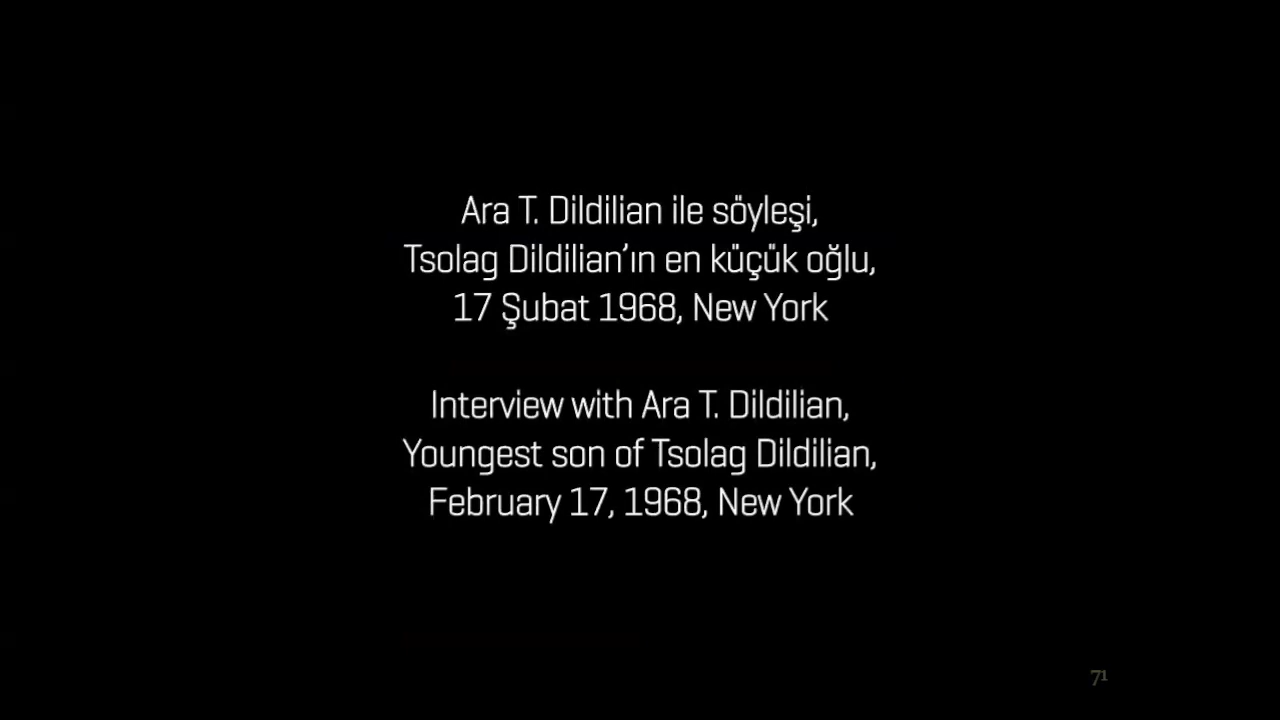 Ara T. Dildilian ile söyleşi,
Tsolag Dildilian’ın en küçük oğlu,
17 Şubat 1968, New York
Interview with Ara T. Dildilian,
Youngest son of Tsolag Dildilian,
February 17, 1968, New York
71